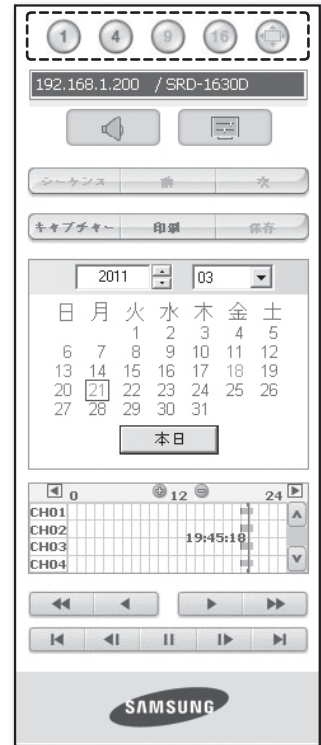 1 4 9 16
192.168.1.200 / SRD-1630D
シーケンス 前 次
キャプチャー 印刷 保存
2011 03
日 月 火 水 木 金 土
1 2 3 4 5
6 7 8 9 10 11 12
13 14 15 16 17 18 19
20 21 22 23 24 25 26
27 28 29 30 31
本日
0 12 24
CH01
CH02
19:45:18
CH03
CH04
SAMSUNG